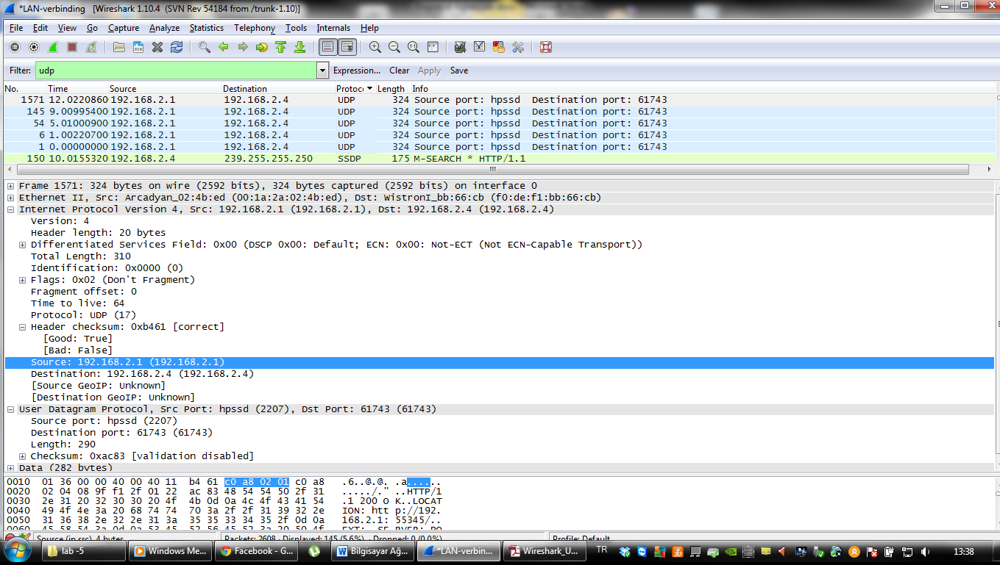 *LAN-verbinding [Wireshark 1.10.4 (SVN Rev 54184 from /trunk-1.10)]
File Edit View Go Capture Analyze Statistics Telephony Tools Internals Help
Filter: udp Expression... Clear Apply Save
No. Time Source Destination Protoc Length Info
1571 12.0220860 192.168.2.1 192.168.2.4 UDP 324 Source port: hpssd Destination port: 61743
145 9.00995400 192.168.2.1 192.168.2.4 UDP 324 Source port: hpssd Destination port: 61743
54 5.01000900 192.168.2.1 192.168.2.4 UDP 324 Source port: hpssd Destination port: 61743
6 1.00220700 192.168.2.1 192.168.2.4 UDP 324 Source port: hpssd Destination port: 61743
1 0.00000000 192.168.2.1 192.168.2.4 UDP 324 Source port: hpssd Destination port: 61743
150 10.0155320 192.168.2.4 239.255.255.250 SSDP 175 M-SEARCH * HTTP/1.1
Frame 1571: 324 bytes on wire (2592 bits), 324 bytes captured (2592 bits) on interface 0
Ethernet II, Src: Arcadyan_02:4b:ed (00:1a:2a:02:4b:ed), Dst: WistronI_bb:66:cb (f0:de:f1:bb:66:cb)
Internet Protocol Version 4, Src: 192.168.2.1 (192.168.2.1), Dst: 192.168.2.4 (192.168.2.4)
Version: 4
Header length: 20 bytes
Differentiated Services Field: 0x00 (DSCP 0x00: Default; ECN: 0x00: Not-ECT (Not ECN-Capable Transport))
Total Length: 310
Identification: 0x0000 (0)
Flags: 0x02 (Don't Fragment)
Fragment offset: 0
Time to live: 64
Protocol: UDP (17)
Header checksum: 0xb461 [correct]
[Good: True]
[Bad: False]
Source: 192.168.2.1 (192.168.2.1)
Destination: 192.168.2.4 (192.168.2.4)
[Source GeoIP: Unknown]
[Destination GeoIP: Unknown]
User Datagram Protocol, Src Port: hpssd (2207), Dst Port: 61743 (61743)
Source port: hpssd (2207)
Destination port: 61743 (61743)
Length: 290
Checksum: 0xac83 [validation disabled]
Data (282 bytes)
0010 01 36 00 00 40 00 40 11 b4 61 c0 a8 02 01 c0 a8 .6..@.@. .a......
0020 02 04 08 9f f1 2f 01 22 ac 83 48 54 54 50 2f 31 ...../." ..HTTP/1
0030 2e 31 20 32 30 30 20 4f 4b 0d 0a 4c 4f 43 41 54 .1 200 O K..LOCAT
0040 49 4f 4e 3a 20 68 74 74 70 3a 2f 2f 31 39 32 2e ION: htt p://192.
0050 31 36 38 2e 32 2e 31 3a 35 35 33 34 35 2f 0d 0a 168.2.1: 55345/..
0060 45 58 54 3a 0d 0a 53 45 52 56 45 52 3a 20 50 4f EXT:..SE RVER: PO
Source (ip.src), 4 bytes Packets: 2608 · Displayed: 145 (5,6%) · Dropped: 0 (0,0%) Profile: Default
lab -5 Windows Me... Facebook - G... Bilgisayar Ağ... *LAN-verbin... Wireshark_U... TR 13:38